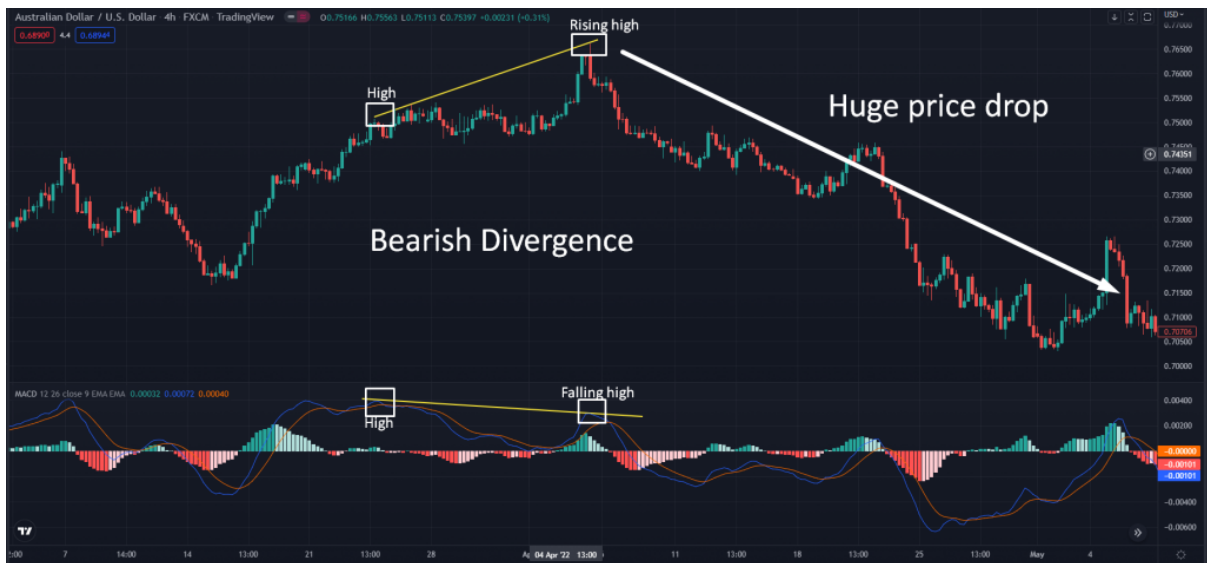 Australian Dollar / U.S. Dollar · 4h · FXCM · TradingView O0.75166 H0.75563 L0.75113 C0.75397 +0.00231 (+0.31%)
USD
0.77000
0.68900 4.4 0.68944
Rising high
0.76500
0.76000
High
Huge price drop
0.75500
0.75000
0.74500
0.74351
0.74000
0.73500
0.73000
Bearish Divergence
0.72500
0.72000
0.71500
0.71000
0.70706
0.70500
0.70000
MACD 12 26 close 9 EMA EMA 0.00032 0.00072 0.00040
Falling high
0.00400
High
0.00200
-0.00000
-0.00101
-0.00101
-0.00400
-0.00600
:00 7 14:00 14 13:00 21 13:00 28 04 Apr '22 13:00 11 13:00 18 13:00 25 13:00 May 4